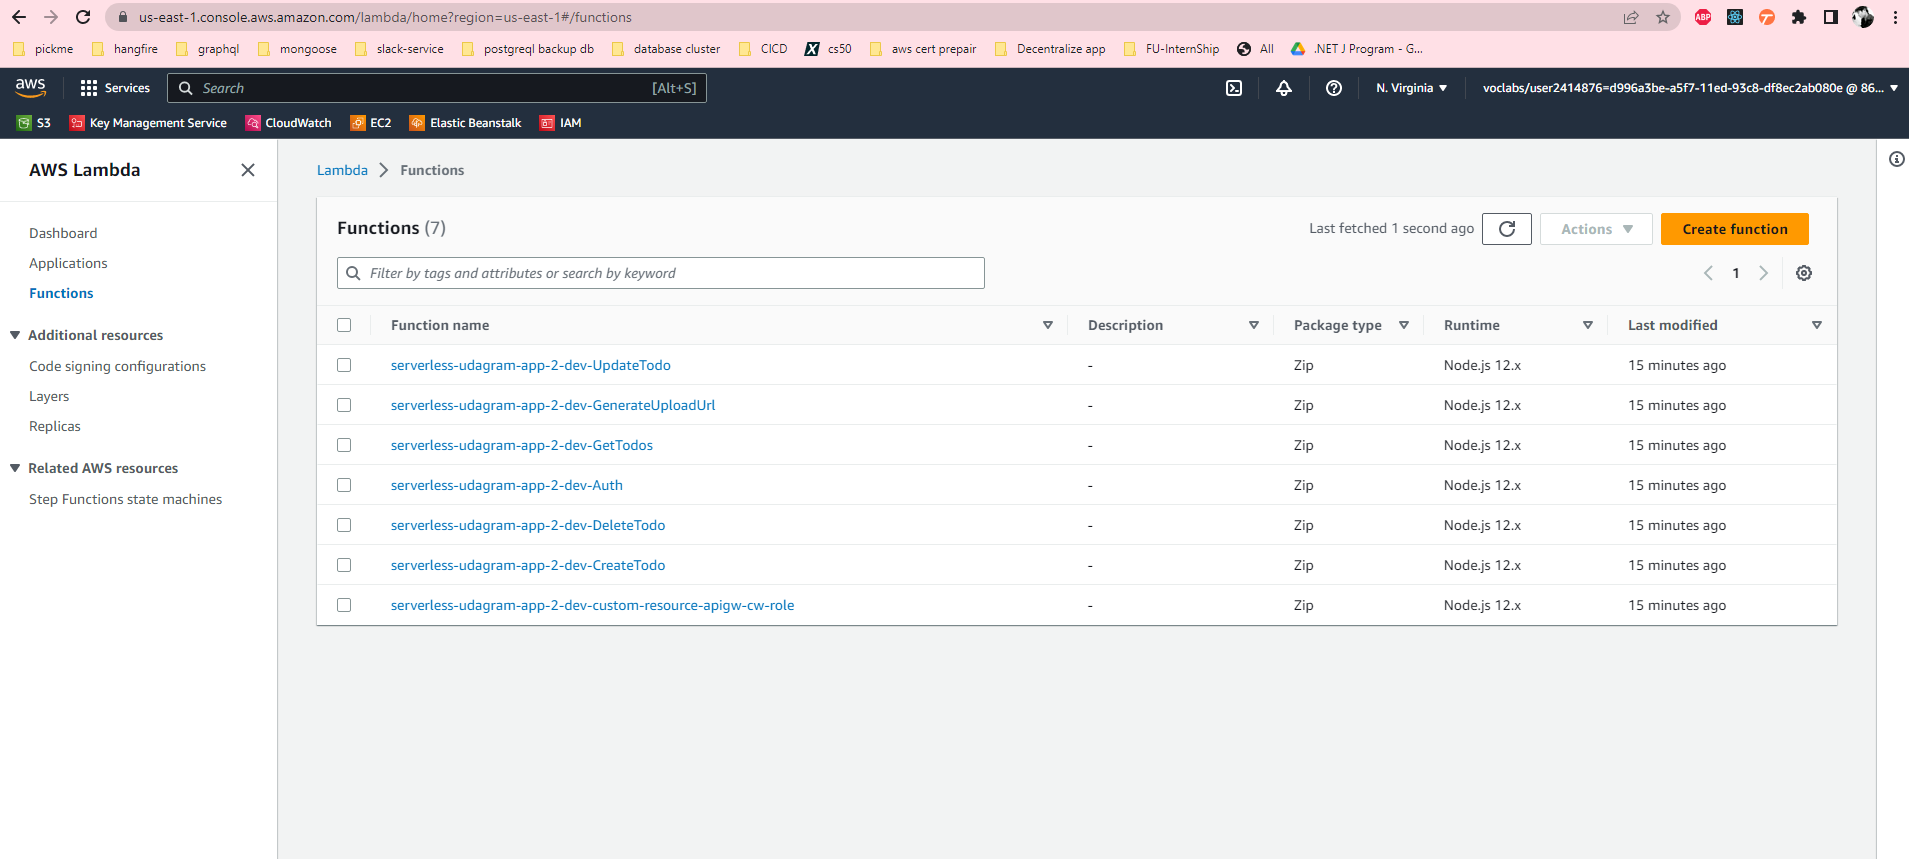 us-east-1.console.aws.amazon.com/lambda/home?region=us-east-1#/functions
ABP
pickme hangfire graphql mongoose slack-service postgreql backup db database cluster CICD X cs50 aws cert prepair Decentralize app FU-InternShip All .NET J Program - G...
aws Services Search [Alt+S] N. Virginia voclabs/user2414876=d996a3be-a5f7-11ed-93c8-df8ec2ab080e @ 86...
S3 Key Management Service CloudWatch EC2 Elastic Beanstalk IAM
AWS Lambda
Dashboard
Applications
Functions
Additional resources
Code signing configurations
Layers
Replicas
Related AWS resources
Step Functions state machines
Lambda Functions
Functions (7) Last fetched 1 second ago Actions Create function
Filter by tags and attributes or search by keyword 1
Function name Description Package type Runtime Last modified
serverless-udagram-app-2-dev-UpdateTodo - Zip Node.js 12.x 15 minutes ago
serverless-udagram-app-2-dev-GenerateUploadUrl - Zip Node.js 12.x 15 minutes ago
serverless-udagram-app-2-dev-GetTodos - Zip Node.js 12.x 15 minutes ago
serverless-udagram-app-2-dev-Auth - Zip Node.js 12.x 15 minutes ago
serverless-udagram-app-2-dev-DeleteTodo - Zip Node.js 12.x 15 minutes ago
serverless-udagram-app-2-dev-CreateTodo - Zip Node.js 12.x 15 minutes ago
serverless-udagram-app-2-dev-custom-resource-apigw-cw-role - Zip Node.js 12.x 15 minutes ago